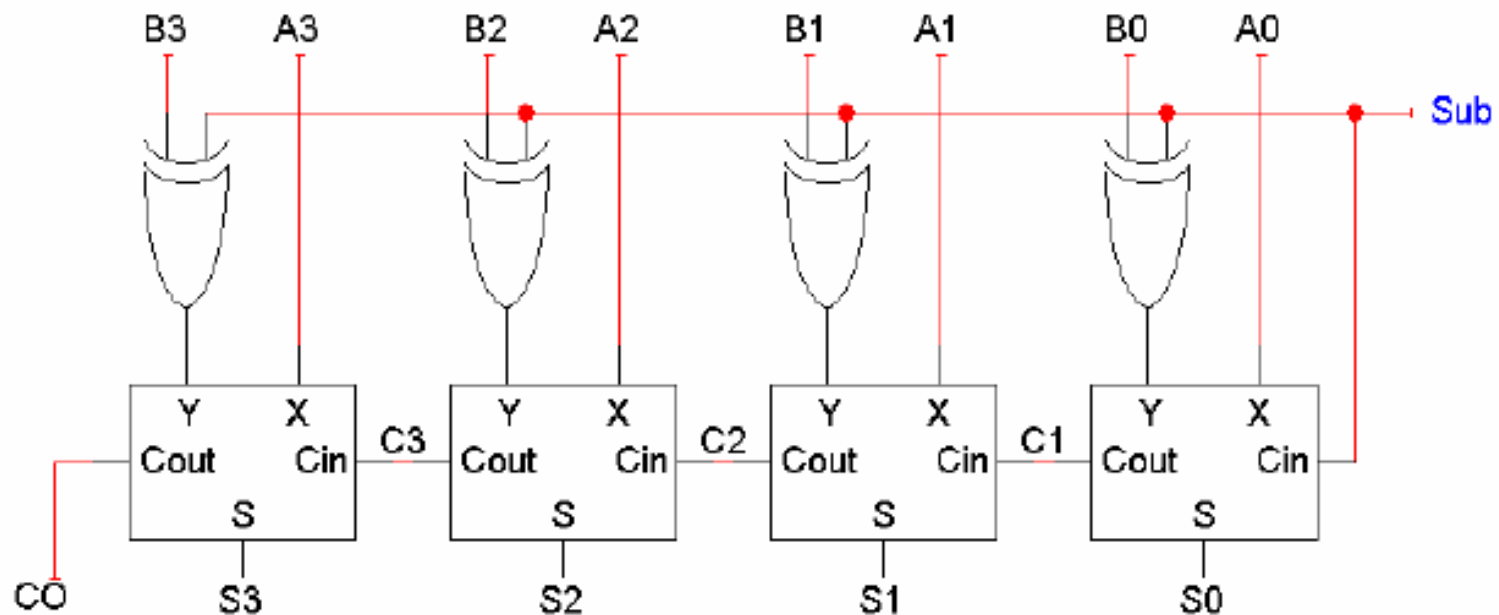 B3 A3 B2 A2 B1 A1 B0 A0
Sub
Y X Y X Y X Y X
Cout Cin C3 Cout Cin C2 Cout Cin C1 Cout Cin
S S S S
CO S3 S2 S1 S0